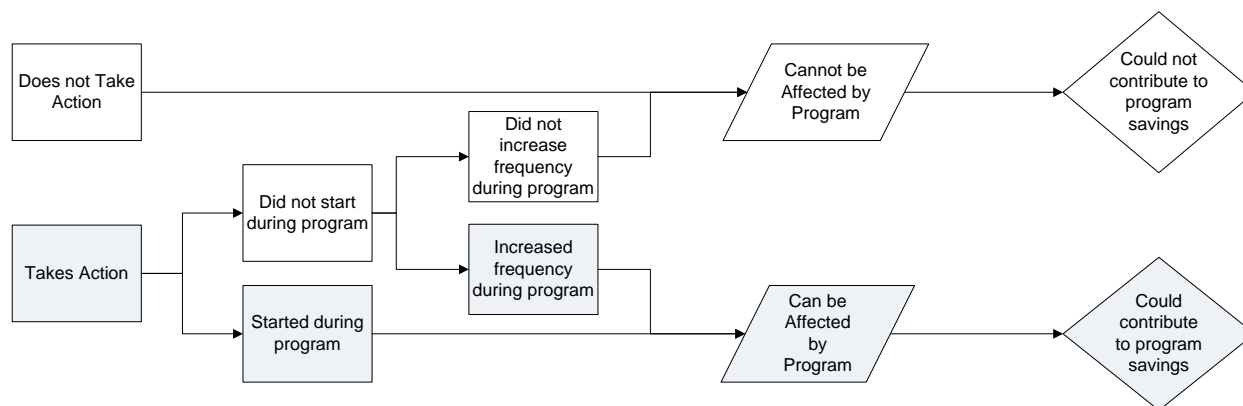 Does not Take
Action
Cannot be
Affected by
Program
Could not
contribute to
program
savings
Did not
increase
frequency
during program
Did not start
during program
Takes Action
Increased
frequency
during program
Started during
program
Can be
Affected
by
Program
Could
contribute
to program
savings